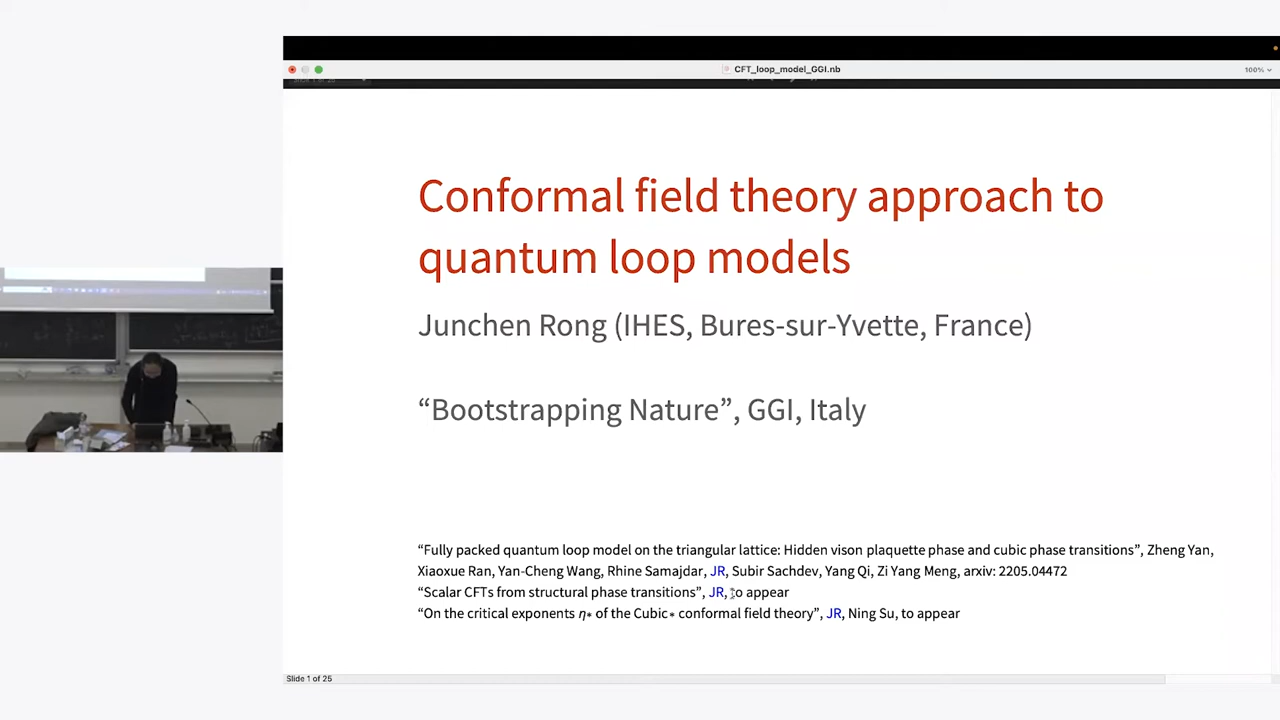 CFT_loop_model_GGI.nb
100%
Conformal field theory approach to
quantum loop models
Junchen Rong (IHES, Bures-sur-Yvette, France)
“Bootstrapping Nature”, GGI, Italy
“Fully packed quantum loop model on the triangular lattice: Hidden vison plaquette phase and cubic phase transitions”, Zheng Yan,
Xiaoxue Ran, Yan-Cheng Wang, Rhine Samajdar, JR, Subir Sachdev, Yang Qi, Zi Yang Meng, arxiv: 2205.04472
“Scalar CFTs from structural phase transitions”, JR, to appear
“On the critical exponents η* of the Cubic* conformal field theory”, JR, Ning Su, to appear
Slide 1 of 25